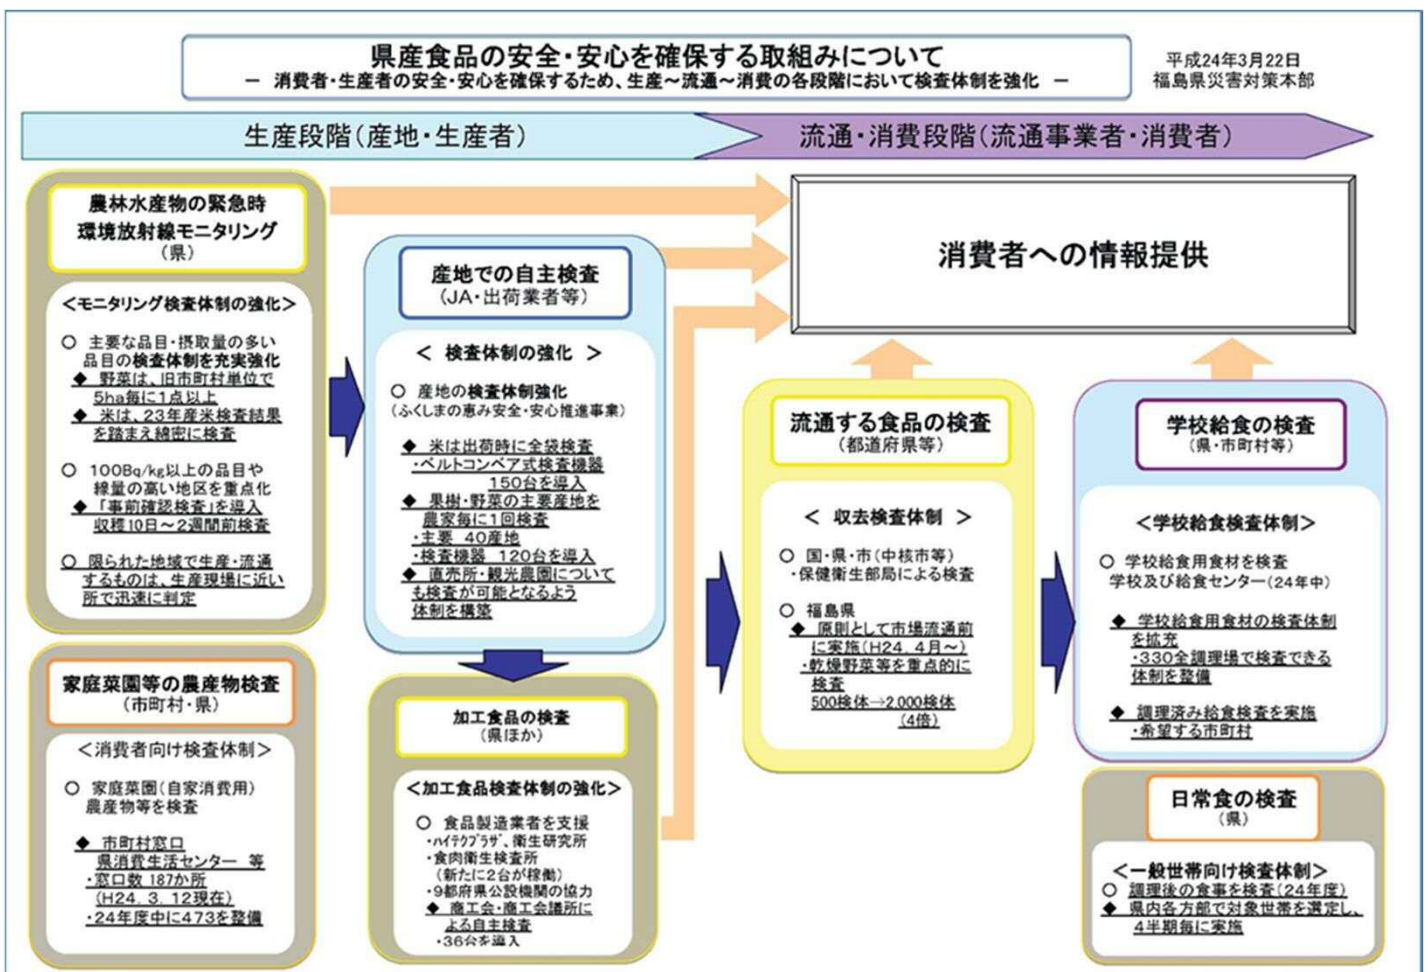 県産食品の安全・安心を確保する取組みについて
－ 消費者・生産者の安全・安心を確保するため、生産～流通～消費の各段階において検査体制を強化 －
平成24年3月22日
福島県災害対策本部
生産段階(産地・生産者)
流通・消費段階(流通事業者・消費者)
農林水産物の緊急時
環境放射線モニタリング
(県)
＜モニタリング検査体制の強化＞
○ 主要な品目・摂取量の多い
品目の検査体制を充実強化
◆ 野菜は、旧市町村単位で
5ha毎に1点以上
◆ 米は、23年産米検査結果
を踏まえ綿密に検査
○ 100Bq/kg以上の品目や
線量の高い地区を重点化
◆ 「事前確認検査」を導入
収穫10日～2週間前検査
○ 限られた地域で生産・流通
するものは、生産現場に近い
所で迅速に判定
家庭菜園等の農産物検査
(市町村・県)
＜消費者向け検査体制＞
○ 家庭菜園(自家消費用)
農産物等を検査
◆ 市町村窓口
県消費生活センター 等
・窓口数 187か所
(H24. 3. 12現在)
・24年度中に473を整備
産地での自主検査
(JA・出荷業者等)
＜ 検査体制の強化 ＞
○ 産地の検査体制強化
(ふくしまの恵み安全・安心推進事業)
◆ 米は出荷時に全袋検査
・ベルトコンベア式検査機器
150台を導入
◆ 果樹・野菜の主要産地を
農家毎に1回検査
・主要 40産地
・検査機器 120台を導入
◆ 直売所・観光農園について
も検査が可能となるよう
体制を構築
加工食品の検査
(県ほか)
＜加工食品検査体制の強化＞
○ 食品製造業者を支援
・ハイテクプラザ、衛生研究所
・食肉衛生検査所
(新たに2台が稼働)
・9都府県公設機関の協力
◆ 商工会・商工会議所に
よる自主検査
・36台を導入
消費者への情報提供
流通する食品の検査
(都道府県等)
＜ 収去検査体制 ＞
○ 国・県・市(中核市等)
・保健衛生部局による検査
○ 福島県
◆ 原則として市場流通前
に実施(H24. 4月～)
・乾燥野菜等を重点的に
検査
500検体→2,000検体
(4倍)
学校給食の検査
(県・市町村等)
＜学校給食検査体制＞
○ 学校給食用食材を検査
学校及び給食センター(24年中)
◆ 学校給食用食材の検査体制
を拡充
・330全調理場で検査できる
体制を整備
◆ 調理済み給食検査を実施
・希望する市町村
日常食の検査
(県)
＜一般世帯向け検査体制＞
○ 調理後の食事を検査(24年度)
◆ 県内各方部で対象世帯を選定し、
4半期毎に実施